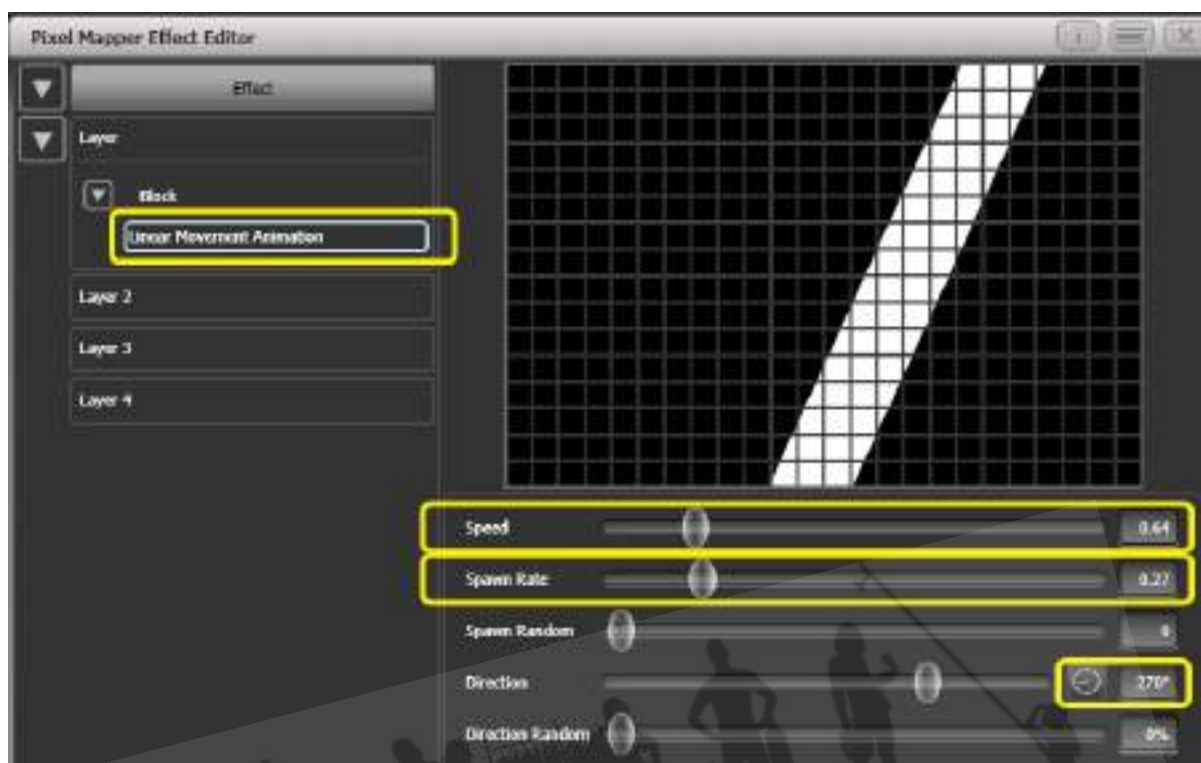 Pixel Mapper Effect Editor
Effect
Layer
Block
Linear Movement Animation
Layer 2
Layer 3
Layer 4
Speed 0.64
Spawn Rate 0.27
Spawn Random 0
Direction 270°
Direction Random 0%